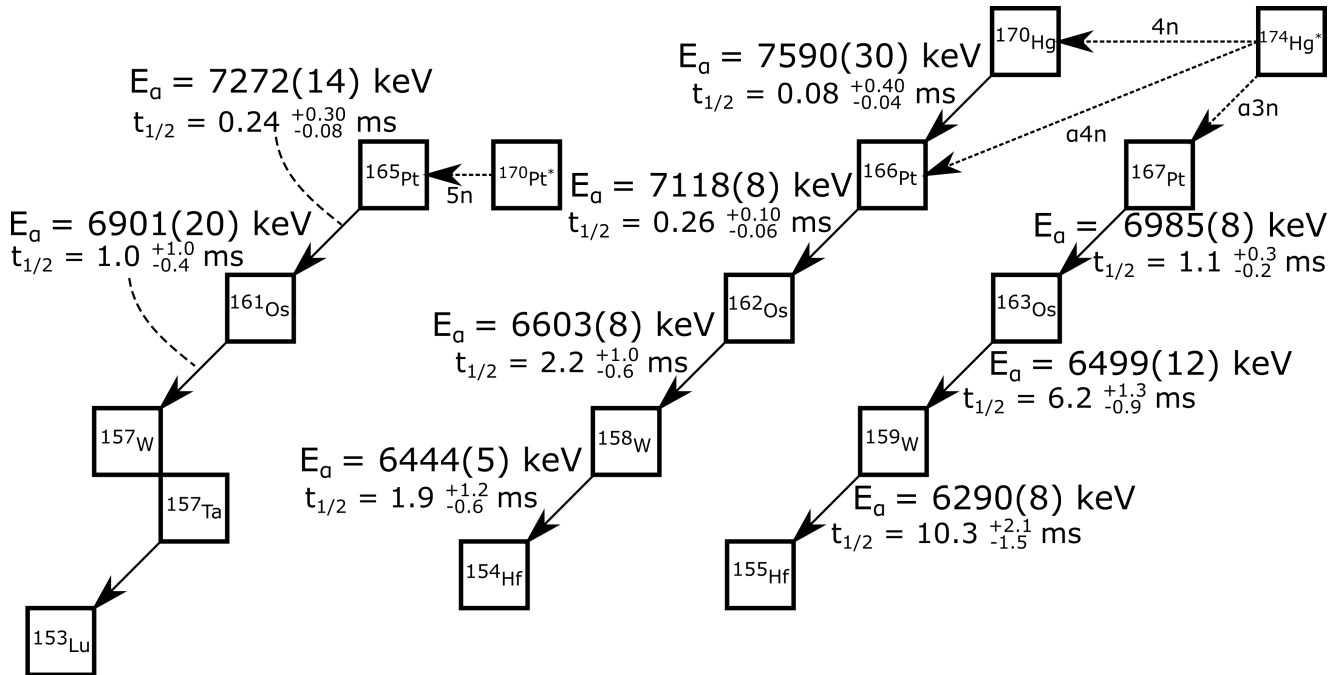 170Hg
4n
174Hg*
Eα = 7590(30) keV
t1/2 = 0.08 +0.40 -0.04 ms
Eα = 7272(14) keV
t1/2 = 0.24 +0.30 -0.08 ms
α4n
α3n
165Pt
5n
170Pt*
166Pt
167Pt
Eα = 7118(8) keV
t1/2 = 0.26 +0.10 -0.06 ms
Eα = 6901(20) keV
t1/2 = 1.0 +1.0 -0.4 ms
Eα = 6985(8) keV
t1/2 = 1.1 +0.3 -0.2 ms
161Os
162Os
163Os
Eα = 6603(8) keV
t1/2 = 2.2 +1.0 -0.6 ms
Eα = 6499(12) keV
t1/2 = 6.2 +1.3 -0.9 ms
157W
158W
159W
Eα = 6444(5) keV
t1/2 = 1.9 +1.2 -0.6 ms
Eα = 6290(8) keV
t1/2 = 10.3 +2.1 -1.5 ms
157Ta
154Hf
155Hf
153Lu